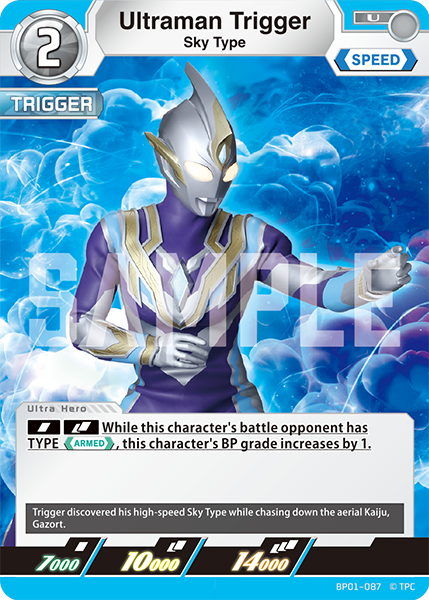 2
Ultraman Trigger
Sky Type
U
SPEED
TRIGGER
SAMPLE
Ultra Hero
While this character's battle opponent has
TYPE ARMED, this character's BP grade increases by 1.
Trigger discovered his high-speed Sky Type while chasing down the aerial Kaiju,
Gazort.
7000 10000 14000
BP01-087 © TPC